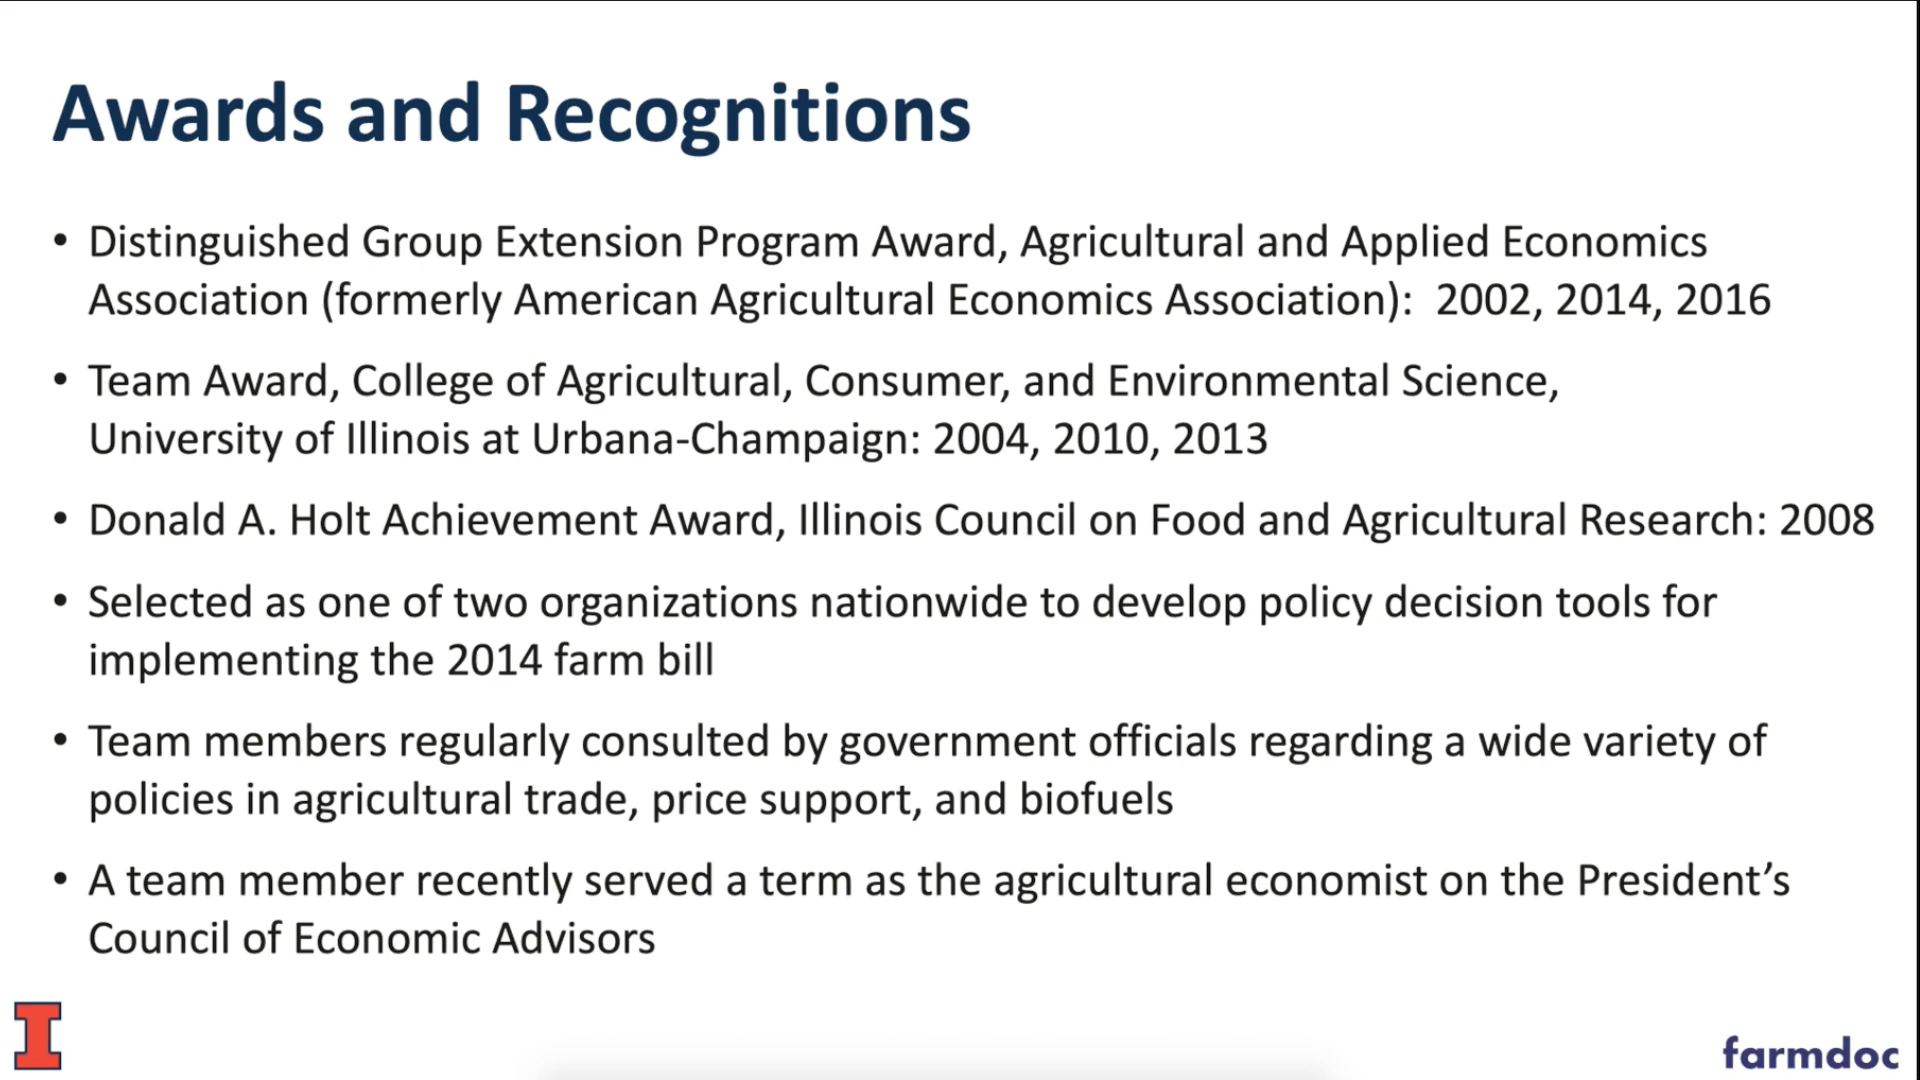 Awards and Recognitions
• Distinguished Group Extension Program Award, Agricultural and Applied Economics
Association (formerly American Agricultural Economics Association):  2002, 2014, 2016
• Team Award, College of Agricultural, Consumer, and Environmental Science,
University of Illinois at Urbana-Champaign: 2004, 2010, 2013
• Donald A. Holt Achievement Award, Illinois Council on Food and Agricultural Research: 2008
• Selected as one of two organizations nationwide to develop policy decision tools for
implementing the 2014 farm bill
• Team members regularly consulted by government officials regarding a wide variety of
policies in agricultural trade, price support, and biofuels
• A team member recently served a term as the agricultural economist on the President’s
Council of Economic Advisors
I
farmdoc